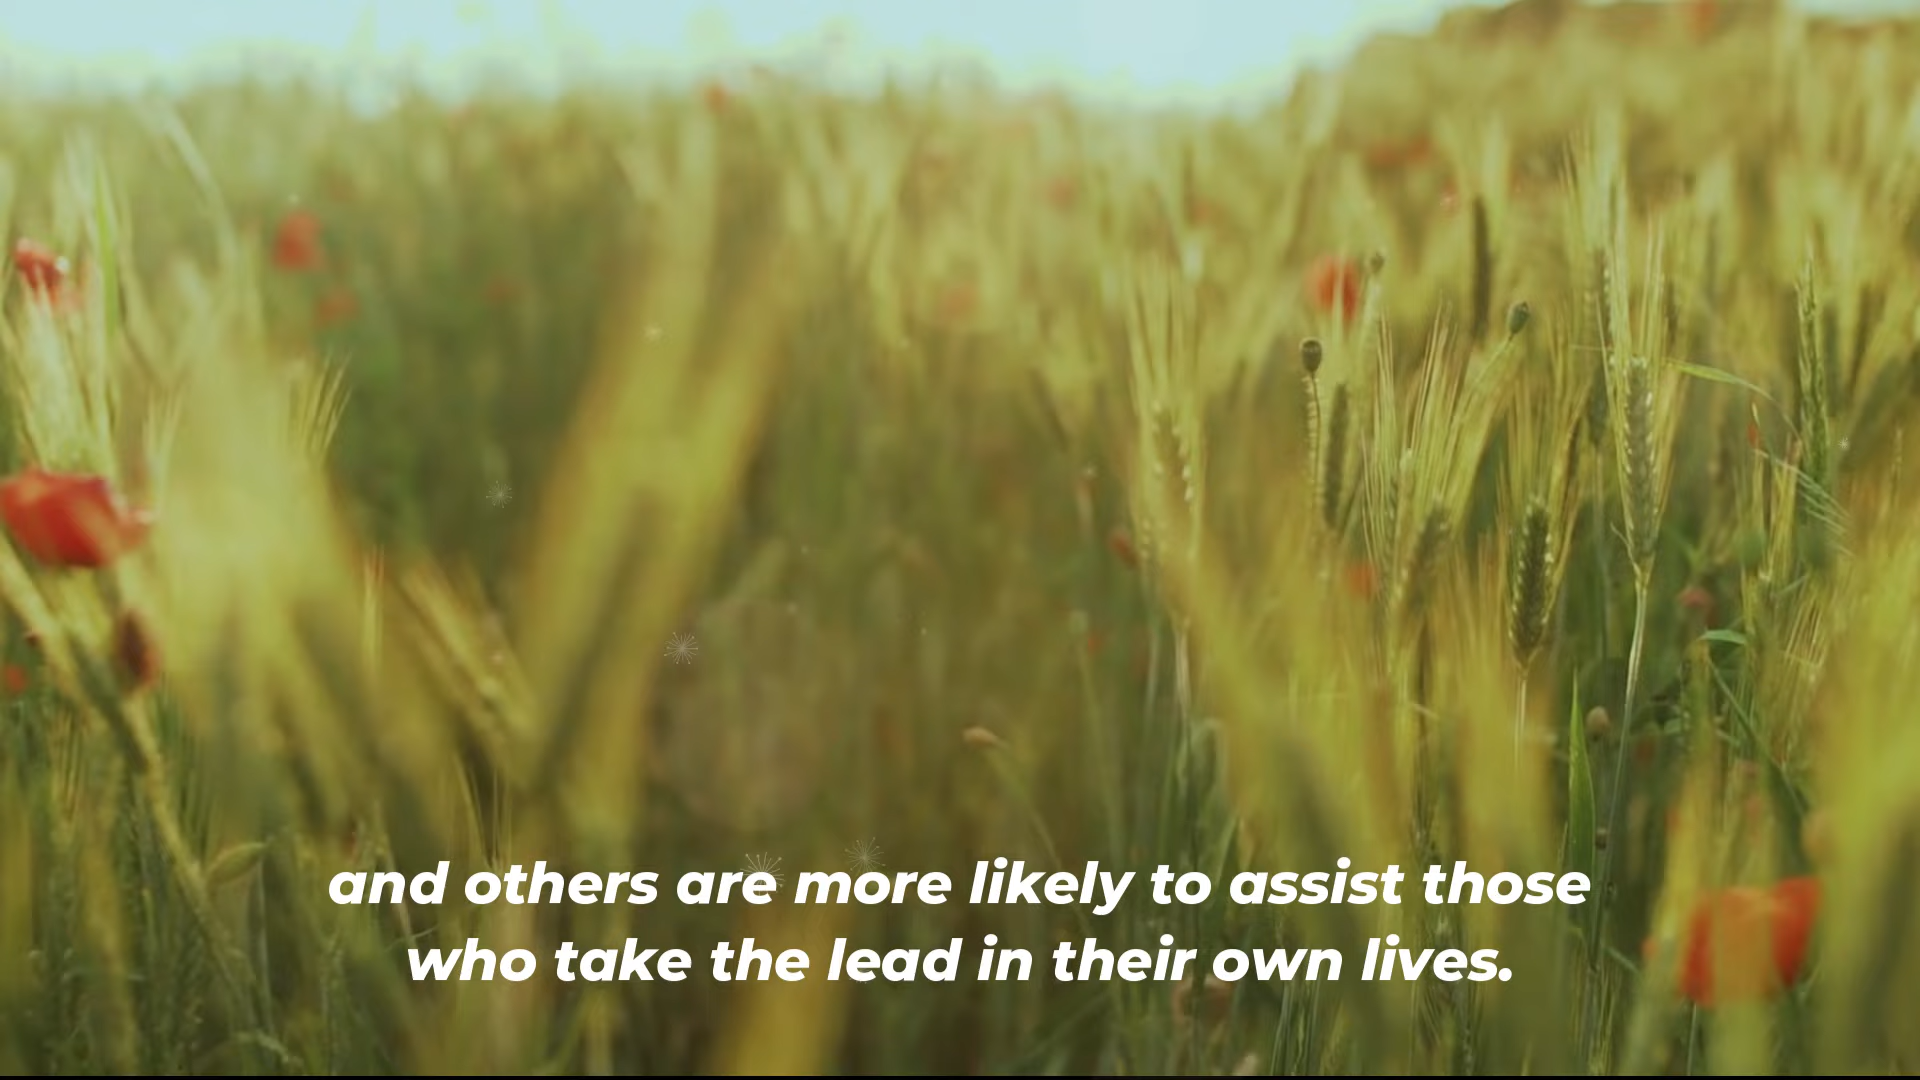 and others are more likely to assist those
who take the lead in their own lives.